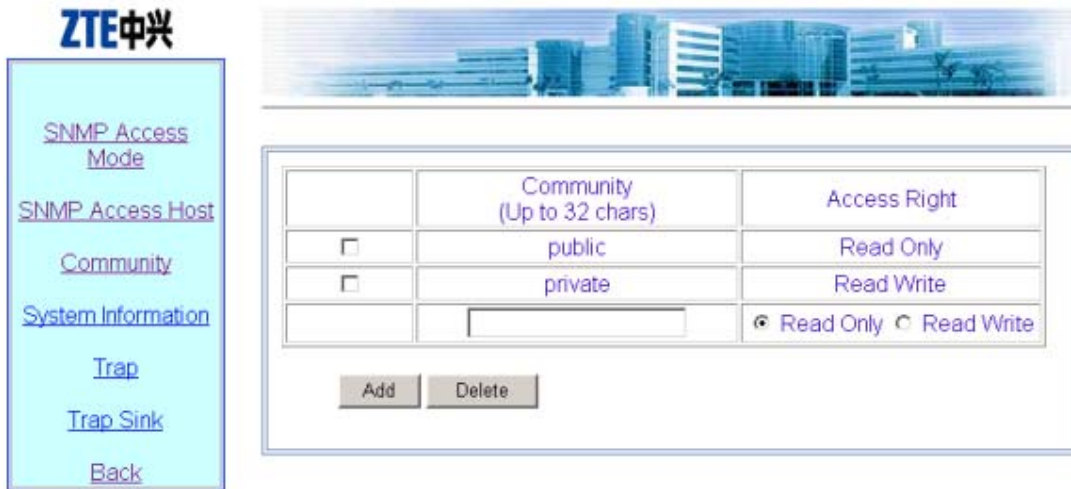 ZTE中兴
SNMP Access
Mode
SNMP Access Host
Community
System Information
Trap
Trap Sink
Back
Community
(Up to 32 chars)
Access Right
public
Read Only
private
Read Write
Read Only
Read Write
Add
Delete